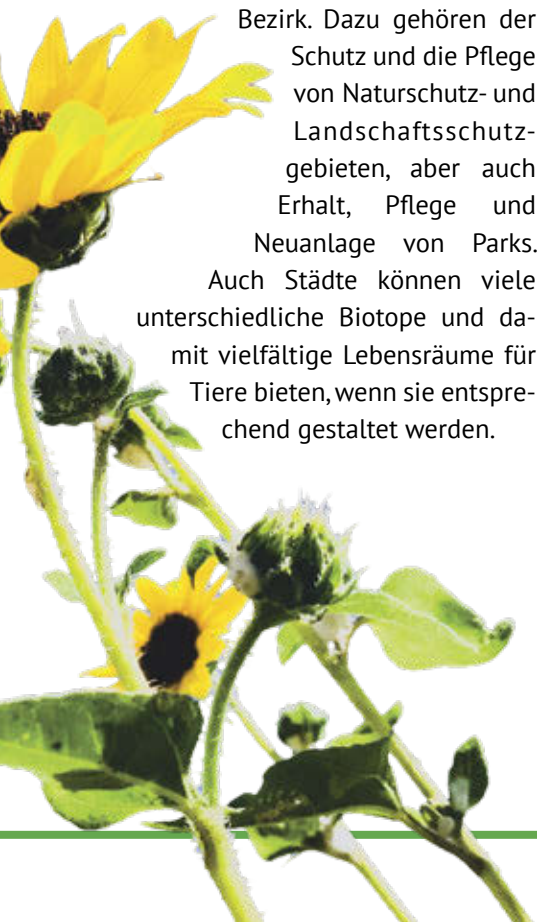 Bezirk. Dazu gehören der
Schutz und die Pflege
von Naturschutz- und
Landschaftsschutz-
gebieten, aber auch
Erhalt, Pflege und
Neuanlage von Parks.
Auch Städte können viele
unterschiedliche Biotope und da-
mit vielfältige Lebensräume für
Tiere bieten, wenn sie entspre-
chend gestaltet werden.